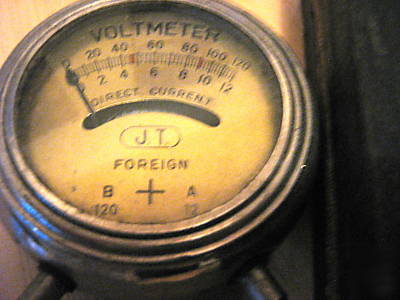 VOLTMETER
0 20 40 60 80 100 120
2 4 6 8 10 12
DIRECT CURRENT
J.T.
FOREIGN
B + A
120 12